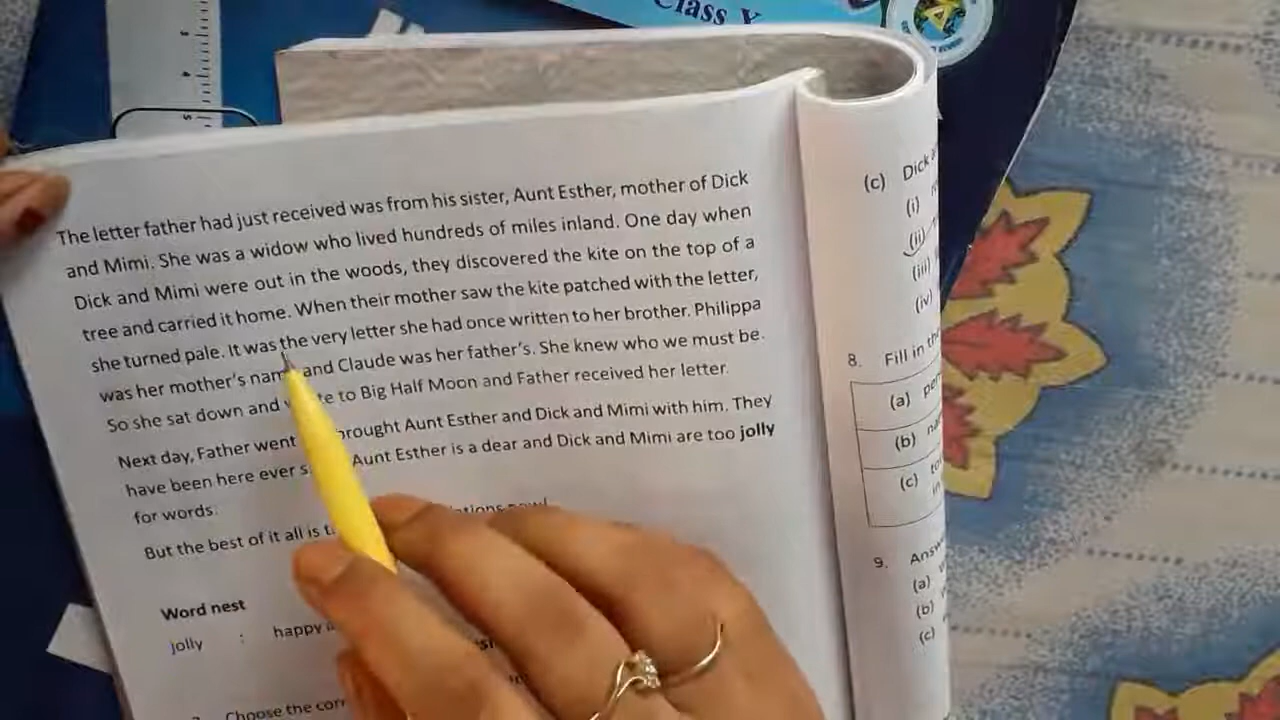 Class X
The letter father had just received was from his sister, Aunt Esther, mother of Dick
and Mimi. She was a widow who lived hundreds of miles inland. One day when
Dick and Mimi were out in the woods, they discovered the kite on the top of a
tree and carried it home. When their mother saw the kite patched with the letter,
she turned pale. It was the very letter she had once written to her brother. Philippa
was her mother's name and Claude was her father's. She knew who we must be.
So she sat down and to Big Half Moon and Father received her letter.
Next day, Father went brought Aunt Esther and Dick and Mimi with him. They
have been here ever Aunt Esther is a dear and Dick and Mimi are too jolly
for words.
But the best of it all is
Word nest
jolly : happy
Choose the
(c) Dick
(i)
(ii)
(iii)
(iv)
8. Fill in the
(a)
(b)
(c)
in
9.
(a)
(b)
(c)
3
4
5